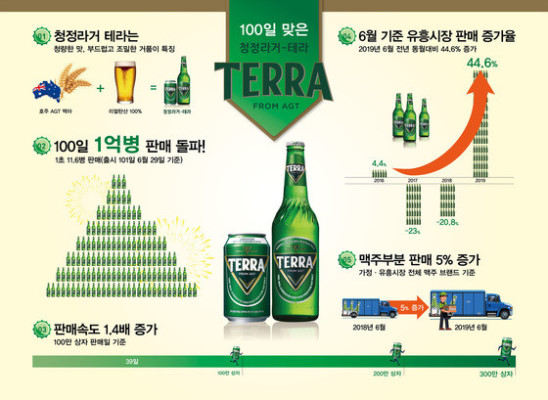 100일 맞은
청정라거-테라
TERRA
FROM AGT
01 청정라거 테라는
청량한 맛, 부드럽고 조밀한 거품이 특징
호주 AGT 맥아
+
리얼탄산 100%
=
청정라거-테라
02 100일 1억병 판매 돌파!
1초 11.6병 판매(출시 101일 6월 29일 기준)
TERRA
FROM AGT
TERRA
FROM AGT
03 판매속도 1.4배 증가
100만 상자 판매일 기준
39일
100만 상자
200만 상자
300만 상자
04 6월 기준 유흥시장 판매 증가율
2019년 6월 전년 동월대비 44.6% 증가
44,6%
4,4%
2016
2017
2018
2019
-23%
-20,8%
05 맥주부분 판매 5% 증가
가정·유흥시장 전체 맥주 브랜드 기준
5% 증가
2018년 6월
2019년 6월